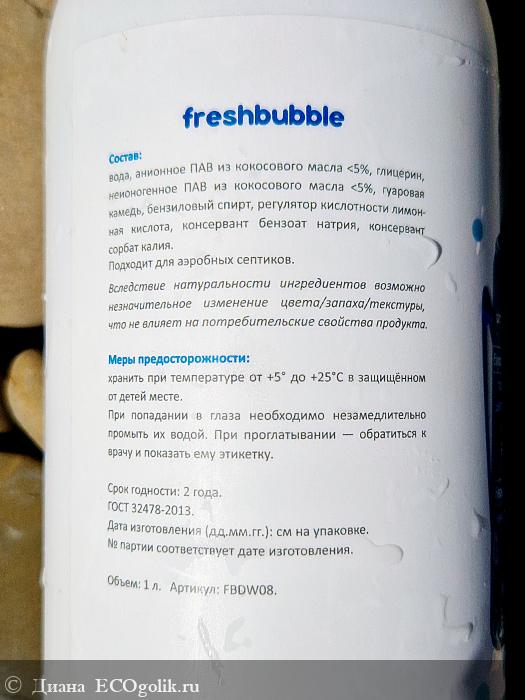 freshbubble
Состав:
вода, анионное ПАВ из кокосового масла <5%, глицерин,
неионогенное ПАВ из кокосового масла <5%, гуаровая
камедь, бензиловый спирт, регулятор кислотности лимон-
ная кислота, консервант бензоат натрия, консервант
сорбат калия.
Подходит для аэробных септиков.
Вследствие натуральности ингредиентов возможно
незначительное изменение цвета/запаха/текстуры,
что не влияет на потребительские свойства продукта.
Меры предосторожности:
хранить при температуре от +5° до +25°С в защищённом
от детей месте.
При попадании в глаза необходимо незамедлительно
промыть их водой. При проглатывании — обратиться к
врачу и показать ему этикетку.
Срок годности: 2 года.
ГОСТ 32478-2013.
Дата изготовления (дд.мм.гг.): см на упаковке.
№ партии соответствует дате изготовления.
Объем: 1 л. Артикул: FBDW08.
© Диана ECOgolik.ru